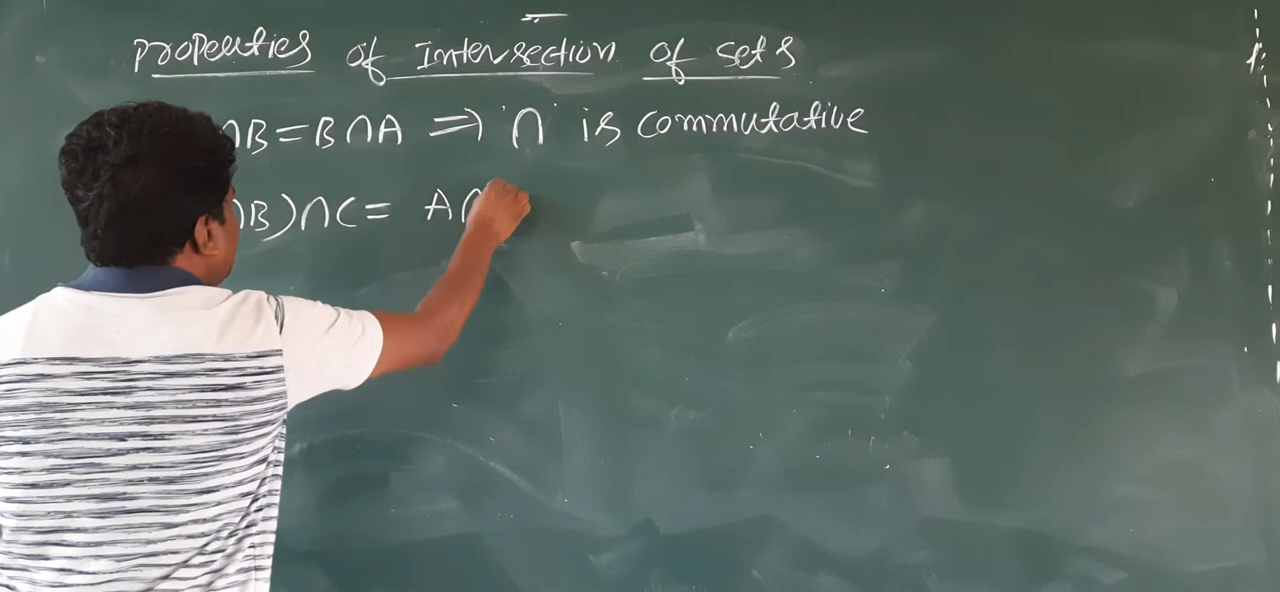 Properties of Intersection of sets
∩B=B∩A ⇒ '∩' is commutative
∩B)∩C= A∩